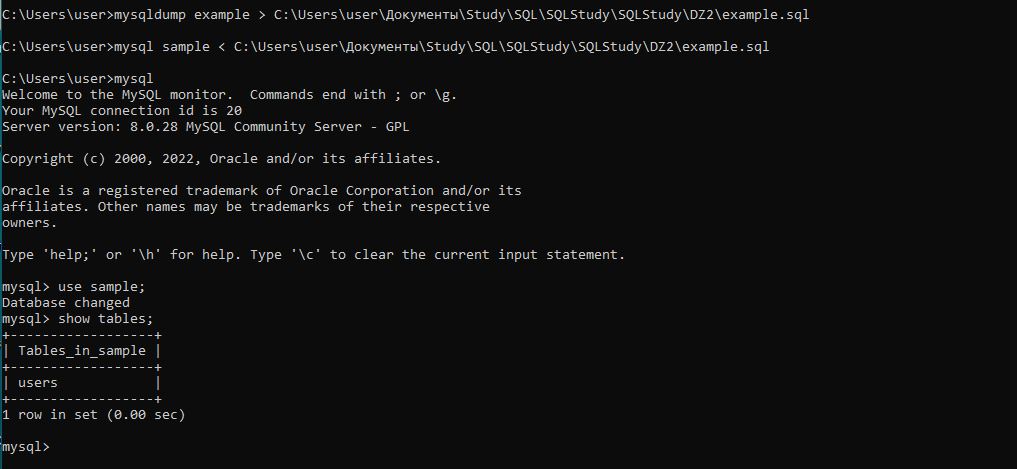 C:\Users\user>mysqldump example > C:\Users\user\Документы\Study\SQL\SQLStudy\SQLStudy\DZ2\example.sql
C:\Users\user>mysql sample < C:\Users\user\Документы\Study\SQL\SQLStudy\SQLStudy\DZ2\example.sql
C:\Users\user>mysql
Welcome to the MySQL monitor.  Commands end with ; or \g.
Your MySQL connection id is 20
Server version: 8.0.28 MySQL Community Server - GPL
Copyright (c) 2000, 2022, Oracle and/or its affiliates.
Oracle is a registered trademark of Oracle Corporation and/or its
affiliates. Other names may be trademarks of their respective
owners.
Type 'help;' or '\h' for help. Type '\c' to clear the current input statement.
mysql> use sample;
Database changed
mysql> show tables;
+------------------+
| Tables_in_sample |
+------------------+
| users            |
+------------------+
1 row in set (0.00 sec)
mysql>